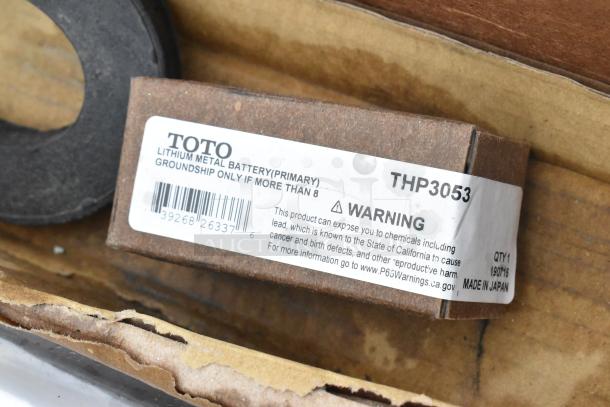 TOTO
LITHIUM METAL BATTERY(PRIMARY)
GROUNDSHIP ONLY IF MORE THAN 8
39268 26337
THP3053
⚠ WARNING
This product can expose you to chemicals including
lead, which is known to the State of California to cause
cancer and birth defects, and other reproductive harm.
For more information go to www.P65Warnings.ca.gov
QTY 1
MADE IN JAPAN